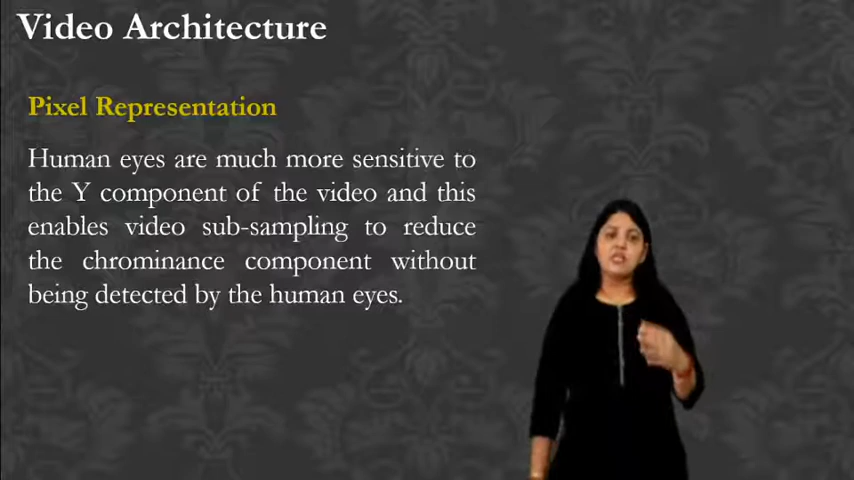 Video Architecture
Pixel Representation
Human eyes are much more sensitive to
the Y component of the video and this
enables video sub-sampling to reduce
the chrominance component without
being detected by the human eyes.